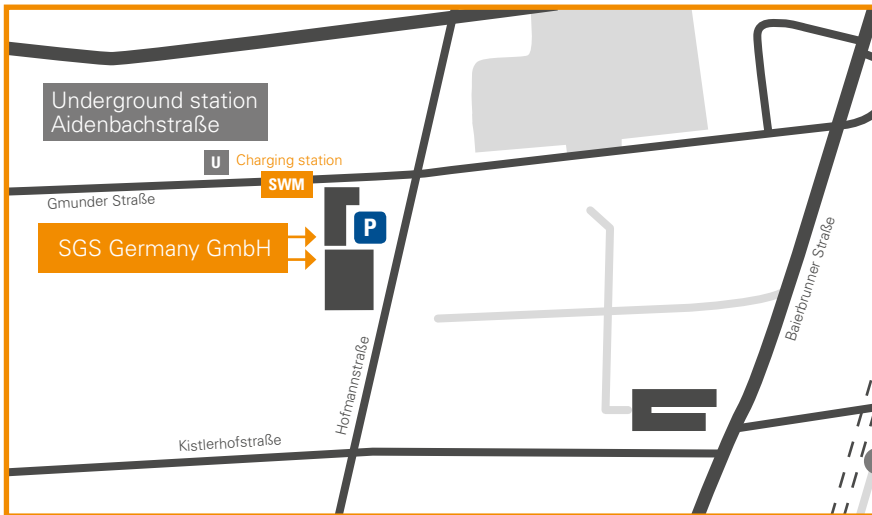 Underground station
Aidenbachstraße
U
Charging station
SWM
Gmunder Straße
P
SGS Germany GmbH
Baierbrunner Straße
Hofmannstraße
Kistlerhofstraße